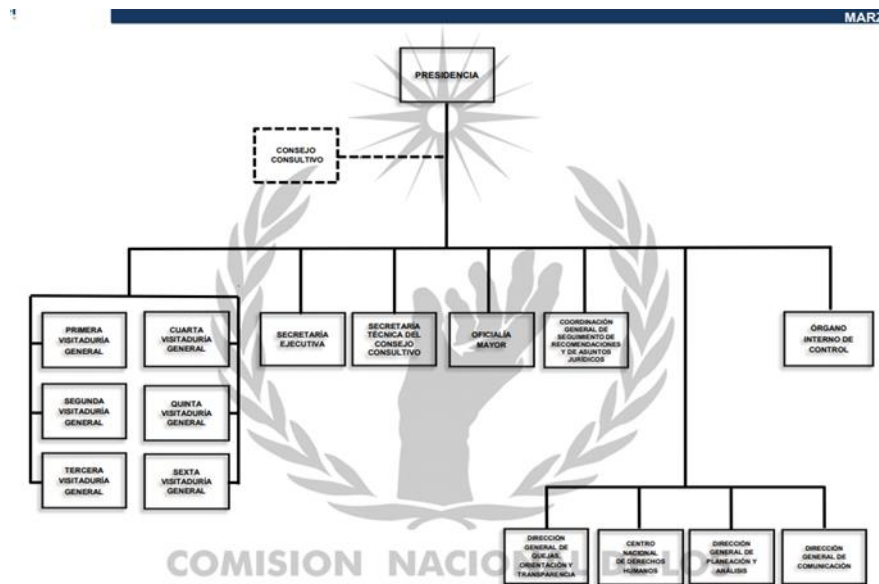 MARZ
PRESIDENCIA
CONSEJO
CONSULTIVO
PRIMERA
VISITADURÍA
GENERAL
CUARTA
VISITADURÍA
GENERAL
SECRETARÍA
EJECUTIVA
SECRETARÍA
TÉCNICA DEL
CONSEJO
CONSULTIVO
OFICIALÍA
MAYOR
COORDINACIÓN
GENERAL DE
SEGUIMIENTO DE
RECOMENDACIONES
Y DE ASUNTOS
JURÍDICOS
ÓRGANO
INTERNO DE
CONTROL
SEGUNDA
VISITADURÍA
GENERAL
QUINTA
VISITADURÍA
GENERAL
TERCERA
VISITADURÍA
GENERAL
SEXTA
VISITADURÍA
GENERAL
DIRECCIÓN
GENERAL DE
QUEJAS,
ORIENTACIÓN Y
TRANSPARENCIA
CENTRO
NACIONAL
DE DERECHOS
HUMANOS
DIRECCIÓN
GENERAL DE
PLANEACIÓN Y
ANÁLISIS
DIRECCIÓN
GENERAL DE
COMUNICACIÓN
COMISION NACIONAL D LO